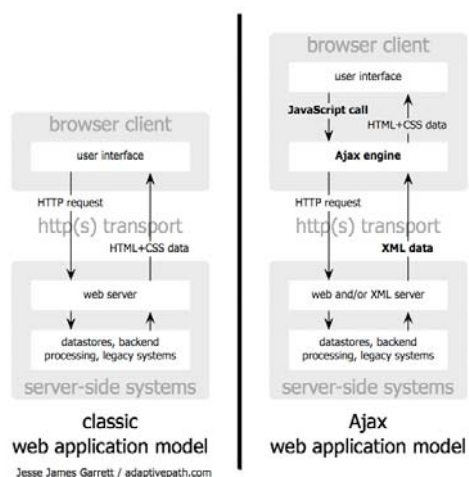 browser client
user interface
HTTP request
http(s) transport
HTML+CSS data
web server
datastores, backend
processing, legacy systems
server-side systems
classic
web application model
Jesse James Garrett / adaptivepath.com
browser client
user interface
JavaScript call
HTML+CSS data
Ajax engine
HTTP request
http(s) transport
XML data
web and/or XML server
datastores, backend
processing, legacy systems
server-side systems
Ajax
web application model